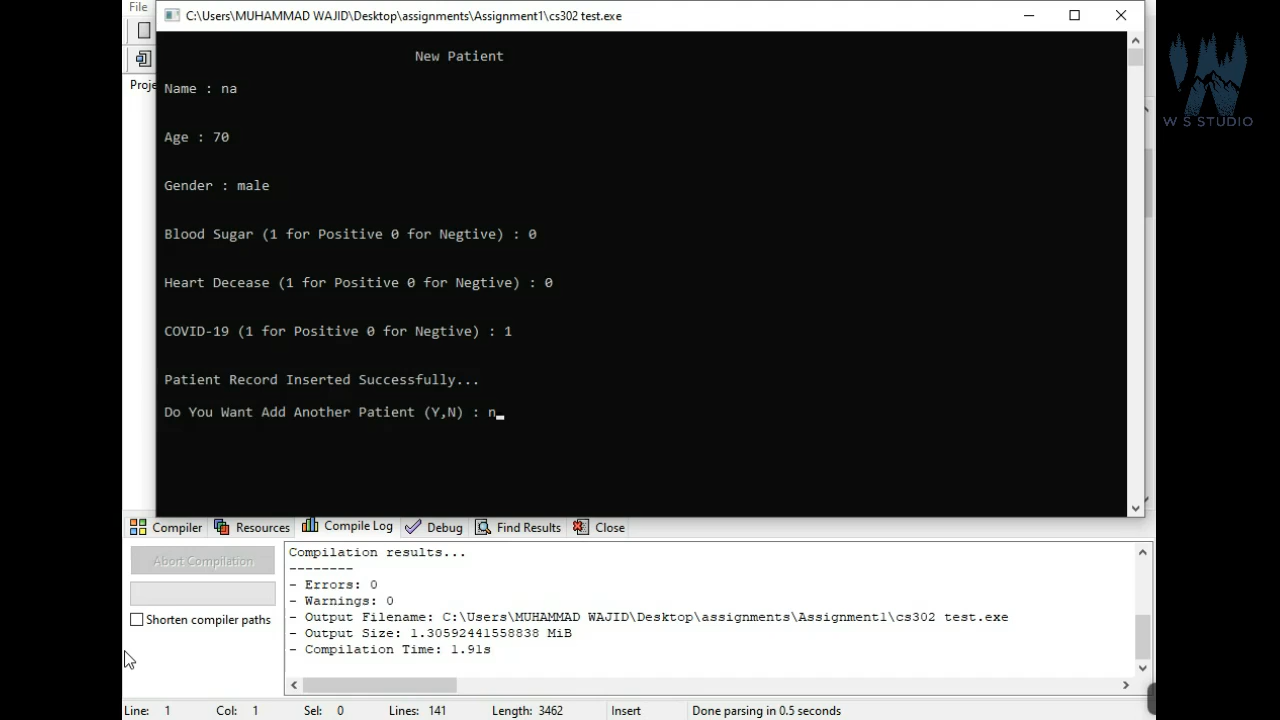 File
C:\Users\MUHAMMAD WAJID\Desktop\assignments\Assignment1\cs302 test.exe
New Patient
Proje
Name : na
Age : 70
Gender : male
Blood Sugar (1 for Positive 0 for Negtive) : 0
Heart Decease (1 for Positive 0 for Negtive) : 0
COVID-19 (1 for Positive 0 for Negtive) : 1
Patient Record Inserted Successfully...
Do You Want Add Another Patient (Y,N) : n
W S STUDIO
Compiler Resources Compile Log Debug Find Results Close
Abort Compilation
Shorten compiler paths
Compilation results...
--------
- Errors: 0
- Warnings: 0
- Output Filename: C:\Users\MUHAMMAD WAJID\Desktop\assignments\Assignment1\cs302 test.exe
- Output Size: 1.30592441558838 MiB
- Compilation Time: 1.91s
Line: 1 Col: 1 Sel: 0 Lines: 141 Length: 3462 Insert Done parsing in 0.5 seconds